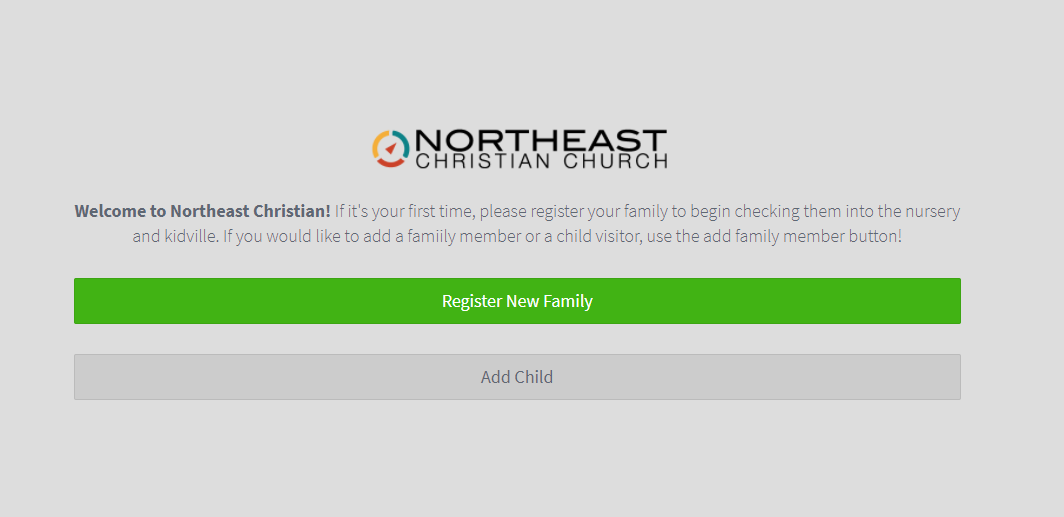 NORTHEAST
CHRISTIAN CHURCH
Welcome to Northeast Christian! If it's your first time, please register your family to begin checking them into the nursery
and kidville. If you would like to add a famiily member or a child visitor, use the add family member button!
Register New Family
Add Child